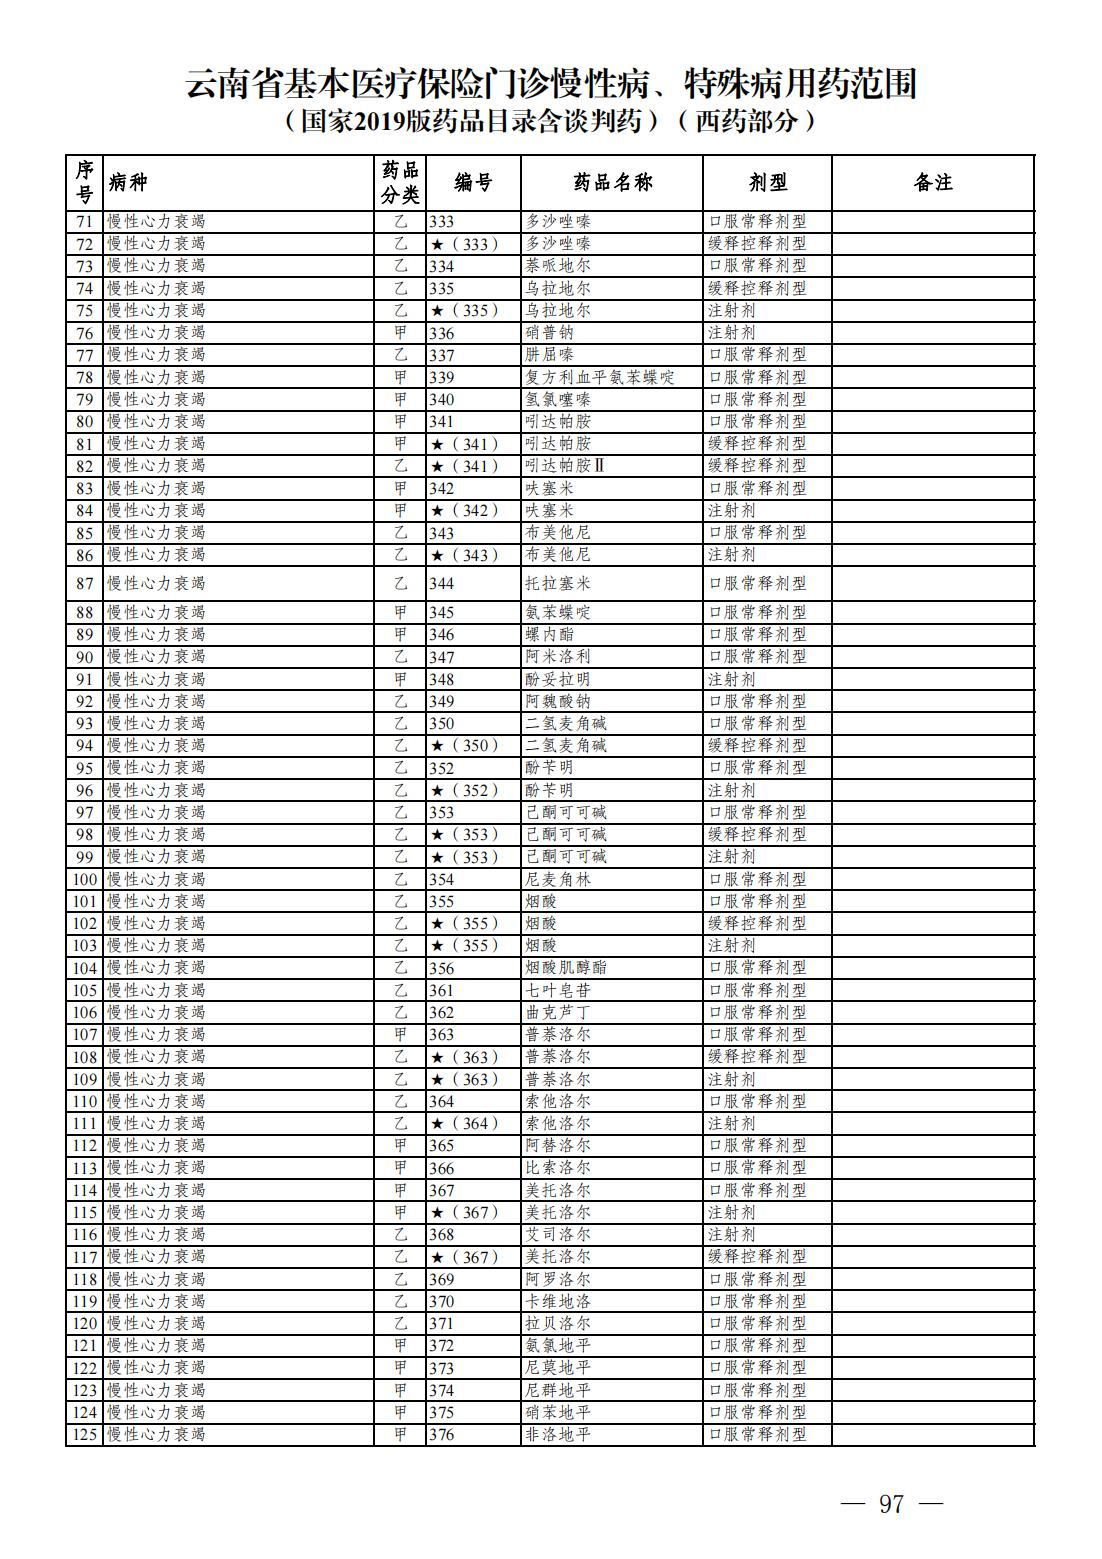 云南省基本医疗保险门诊慢性病、特殊病用药范围
（国家2019版药品目录含谈判药）（西药部分）
序号 病种 药品分类 编号 药品名称 剂型 备注
71 慢性心力衰竭 乙 333 多沙唑嗪 口服常释剂型
72 慢性心力衰竭 乙 ★（333） 多沙唑嗪 缓释控释剂型
73 慢性心力衰竭 乙 334 萘哌地尔 口服常释剂型
74 慢性心力衰竭 乙 335 乌拉地尔 缓释控释剂型
75 慢性心力衰竭 乙 ★（335） 乌拉地尔 注射剂
76 慢性心力衰竭 甲 336 硝普钠 注射剂
77 慢性心力衰竭 乙 337 肼屈嗪 口服常释剂型
78 慢性心力衰竭 甲 339 复方利血平氨苯蝶啶 口服常释剂型
79 慢性心力衰竭 甲 340 氢氯噻嗪 口服常释剂型
80 慢性心力衰竭 甲 341 吲达帕胺 口服常释剂型
81 慢性心力衰竭 甲 ★（341） 吲达帕胺 缓释控释剂型
82 慢性心力衰竭 乙 ★（341） 吲达帕胺Ⅱ 缓释控释剂型
83 慢性心力衰竭 甲 342 呋塞米 口服常释剂型
84 慢性心力衰竭 甲 ★（342） 呋塞米 注射剂
85 慢性心力衰竭 乙 343 布美他尼 口服常释剂型
86 慢性心力衰竭 乙 ★（343） 布美他尼 注射剂
87 慢性心力衰竭 乙 344 托拉塞米 口服常释剂型
88 慢性心力衰竭 甲 345 氨苯蝶啶 口服常释剂型
89 慢性心力衰竭 甲 346 螺内酯 口服常释剂型
90 慢性心力衰竭 乙 347 阿米洛利 口服常释剂型
91 慢性心力衰竭 甲 348 酚妥拉明 注射剂
92 慢性心力衰竭 乙 349 阿魏酸钠 口服常释剂型
93 慢性心力衰竭 乙 350 二氢麦角碱 口服常释剂型
94 慢性心力衰竭 乙 ★（350） 二氢麦角碱 缓释控释剂型
95 慢性心力衰竭 乙 352 酚苄明 口服常释剂型
96 慢性心力衰竭 乙 ★（352） 酚苄明 注射剂
97 慢性心力衰竭 乙 353 己酮可可碱 口服常释剂型
98 慢性心力衰竭 乙 ★（353） 己酮可可碱 缓释控释剂型
99 慢性心力衰竭 乙 ★（353） 己酮可可碱 注射剂
100 慢性心力衰竭 乙 354 尼麦角林 口服常释剂型
101 慢性心力衰竭 乙 355 烟酸 口服常释剂型
102 慢性心力衰竭 乙 ★（355） 烟酸 缓释控释剂型
103 慢性心力衰竭 乙 ★（355） 烟酸 注射剂
104 慢性心力衰竭 乙 356 烟酸肌醇酯 口服常释剂型
105 慢性心力衰竭 乙 361 七叶皂苷 口服常释剂型
106 慢性心力衰竭 乙 362 曲克芦丁 口服常释剂型
107 慢性心力衰竭 甲 363 普萘洛尔 口服常释剂型
108 慢性心力衰竭 乙 ★（363） 普萘洛尔 缓释控释剂型
109 慢性心力衰竭 乙 ★（363） 普萘洛尔 注射剂
110 慢性心力衰竭 乙 364 索他洛尔 口服常释剂型
111 慢性心力衰竭 乙 ★（364） 索他洛尔 注射剂
112 慢性心力衰竭 甲 365 阿替洛尔 口服常释剂型
113 慢性心力衰竭 甲 366 比索洛尔 口服常释剂型
114 慢性心力衰竭 甲 367 美托洛尔 口服常释剂型
115 慢性心力衰竭 甲 ★（367） 美托洛尔 注射剂
116 慢性心力衰竭 乙 368 艾司洛尔 注射剂
117 慢性心力衰竭 乙 ★（367） 美托洛尔 缓释控释剂型
118 慢性心力衰竭 乙 369 阿罗洛尔 口服常释剂型
119 慢性心力衰竭 乙 370 卡维地洛 口服常释剂型
120 慢性心力衰竭 乙 371 拉贝洛尔 口服常释剂型
121 慢性心力衰竭 甲 372 氨氯地平 口服常释剂型
122 慢性心力衰竭 甲 373 尼莫地平 口服常释剂型
123 慢性心力衰竭 甲 374 尼群地平 口服常释剂型
124 慢性心力衰竭 甲 375 硝苯地平 口服常释剂型
125 慢性心力衰竭 甲 376 非洛地平 口服常释剂型
— 97 —